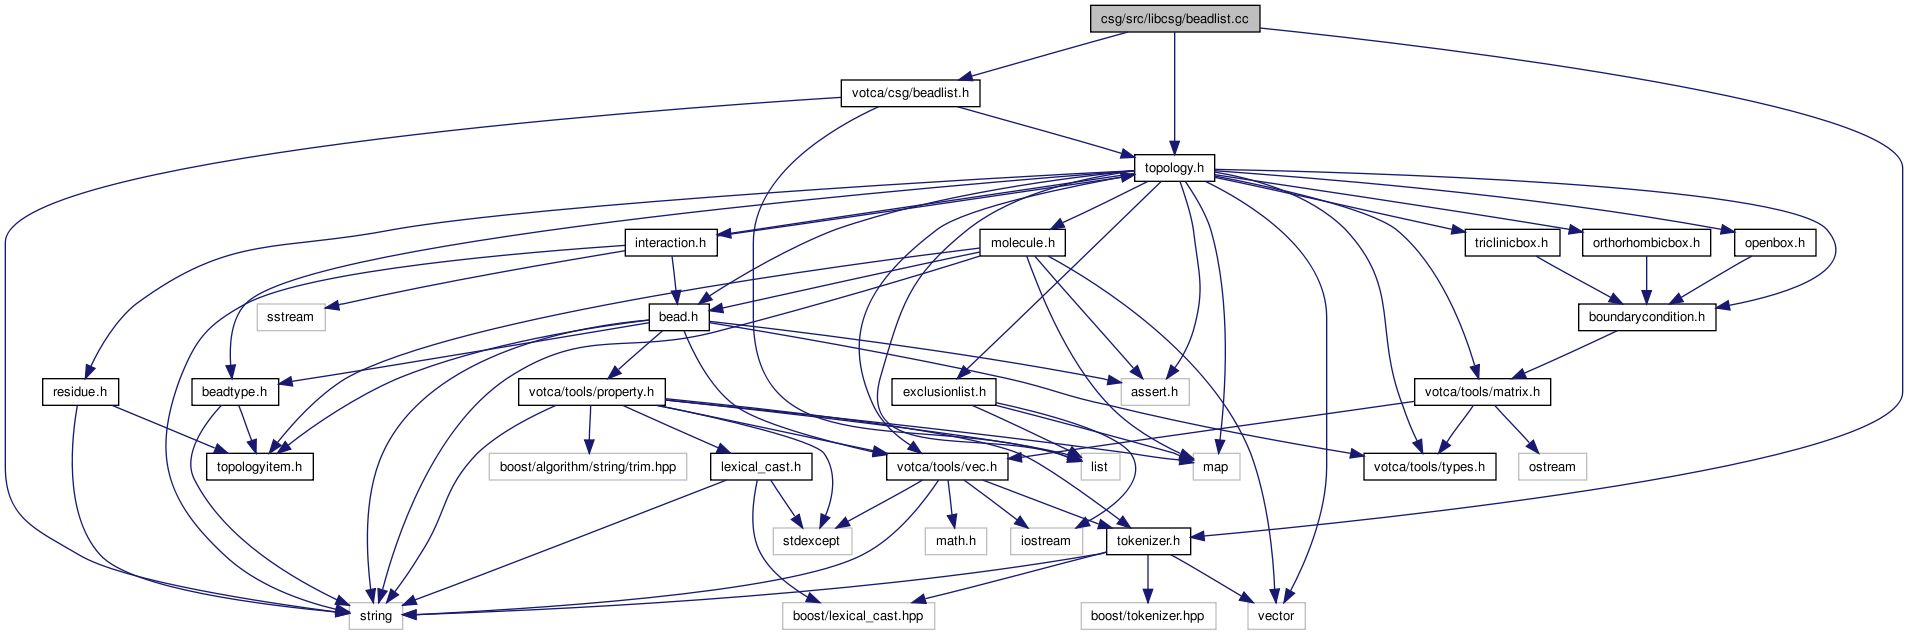 csg/src/libcsg/beadlist.cc
votca/csg/beadlist.h
topology.h
interaction.h
molecule.h
triclinicbox.h
orthorhombicbox.h
openbox.h
sstream
bead.h
boundarycondition.h
residue.h
beadtype.h
votca/tools/property.h
exclusionlist.h
assert.h
votca/tools/matrix.h
topologyitem.h
boost/algorithm/string/trim.hpp
lexical_cast.h
votca/tools/vec.h
list
map
votca/tools/types.h
ostream
stdexcept
math.h
iostream
tokenizer.h
string
boost/lexical_cast.hpp
boost/tokenizer.hpp
vector